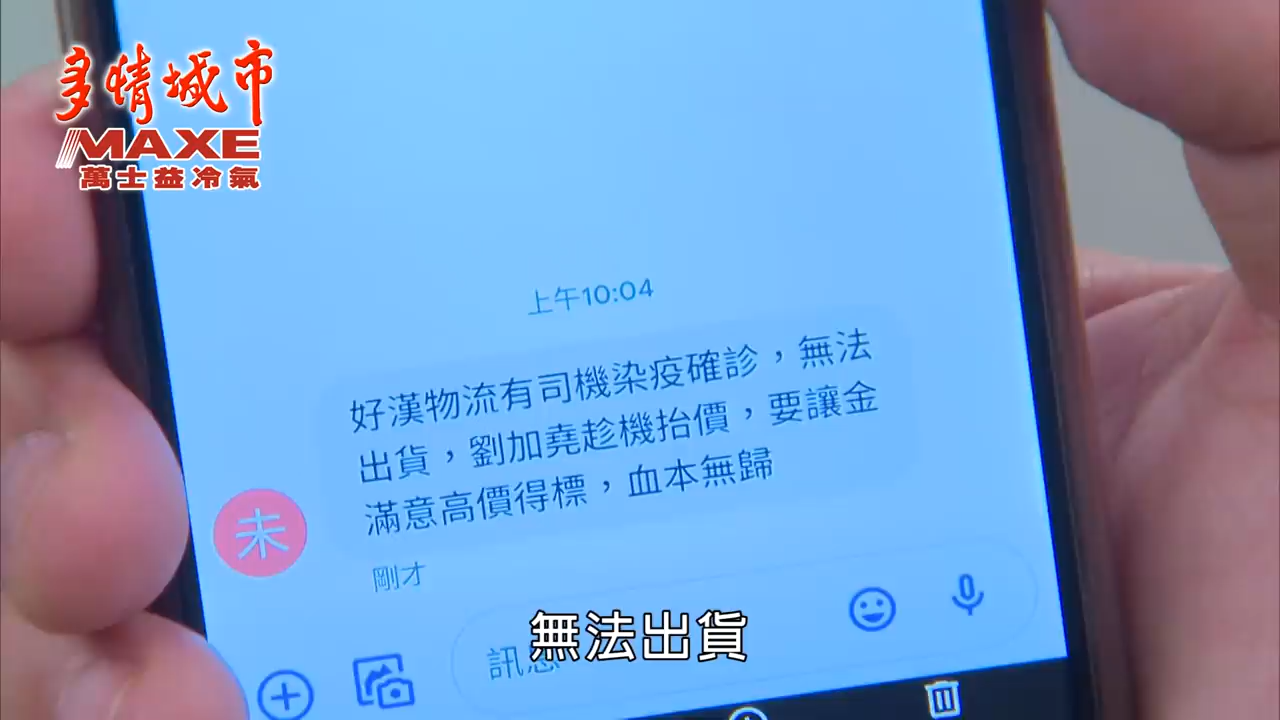 多情城市
MAXE
萬士益冷氣
上午10:04
好漢物流有司機染疫確診，無法
出貨，劉加堯趁機抬價，要讓金
滿意高價得標，血本無歸
未
剛才
訊息
無法出貨